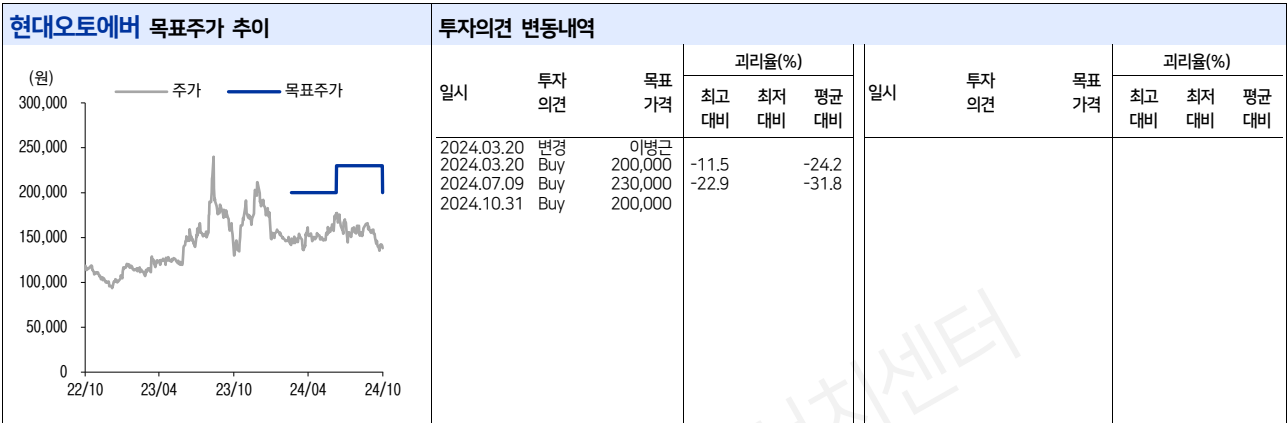 현대오토에버 목표주가 추이
(원)
주가
목표주가
300,000
250,000
200,000
150,000
100,000
50,000
0
22/10 23/04 23/10 24/04 24/10
투자의견 변동내역
일시 투자의견 목표가격 괴리율(%)
최고대비 최저대비 평균대비
2024.03.20 변경 이병근
2024.03.20 Buy 200,000 -11.5 -24.2
2024.07.09 Buy 230,000 -22.9 -31.8
2024.10.31 Buy 200,000
일시 투자의견 목표가격 괴리율(%)
최고대비 최저대비 평균대비